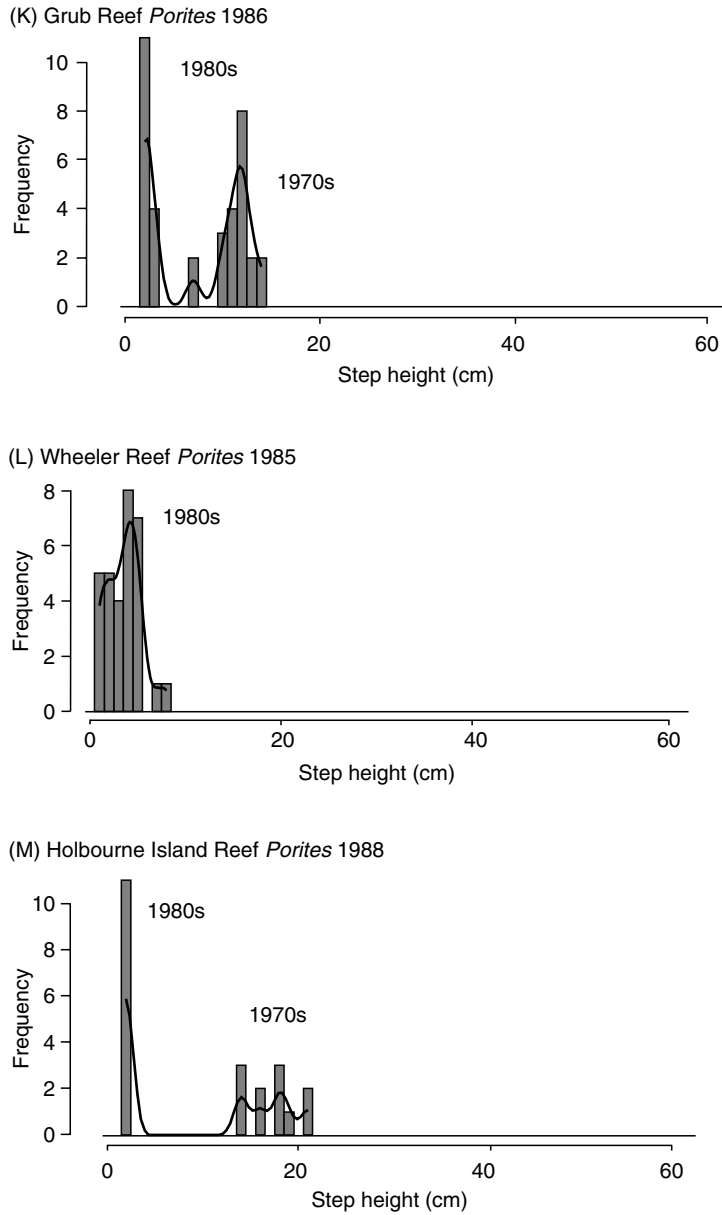 (K) Grub Reef Porites 1986
10
8
6
4
2
0
Frequency
1980s
1970s
0 20 40 60
Step height (cm)
(L) Wheeler Reef Porites 1985
8
6
4
2
0
Frequency
1980s
0 20 40 60
Step height (cm)
(M) Holbourne Island Reef Porites 1988
10
8
6
4
2
0
Frequency
1980s
1970s
0 20 40 60
Step height (cm)